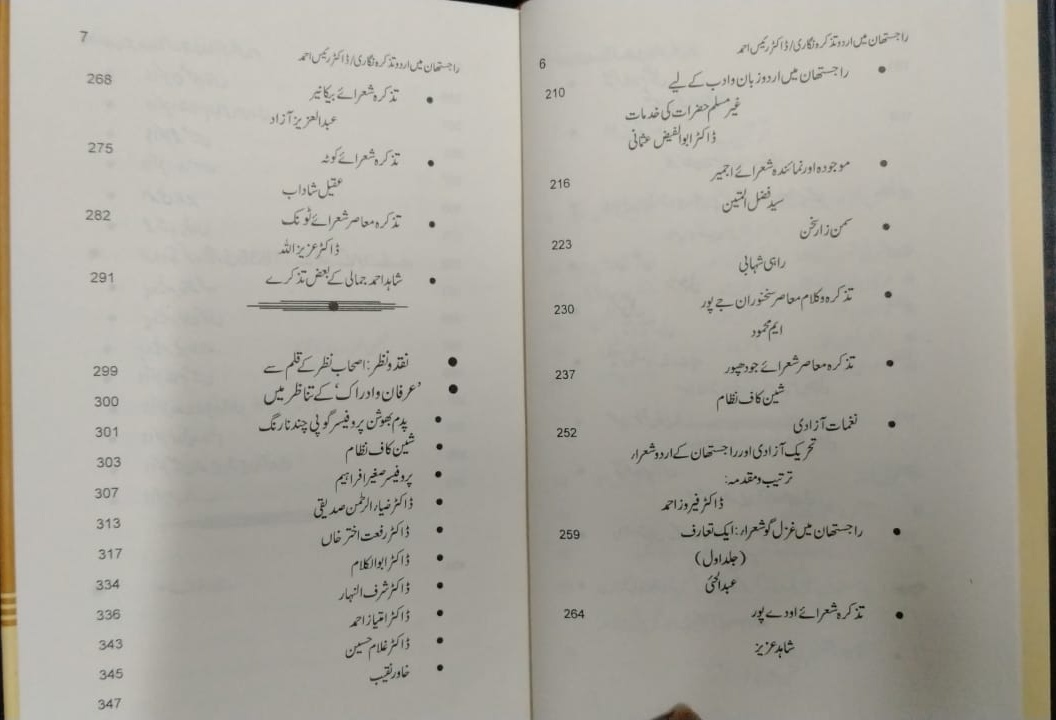 راجستھان میں اردو تذکرہ نگاری/ڈاکٹر رئیس احمد
6
راجستھان میں اردو زبان و ادب کے لیے
210
غیر مسلم حضرات کی خدمات
ڈاکٹر ابوالفیض عثمانی
موجودہ اور نمائندہ شعرائے اجمیر
216
سید فضل المتین
سمن زارِ سخن
223
راہی شہابی
تذکرہ و کلام معاصر سخنوران جے پور
230
ایم محمود
تذکرہ معاصر شعرائے جودھپور
237
شین کاف نظام
نغمات آزادی
252
تحریک آزادی اور راجستھان کے اردو شعراء
ترتیب و مقدمہ:
ڈاکٹر فیروز احمد
راجستھان میں غزل گو شعراء: ایک تعارف
259
(جلد اول)
عبدالحئی
تذکرہ شعرائے اودے پور
264
شاہد عزیز
7
راجستھان میں اردو تذکرہ نگاری/ڈاکٹر رئیس احمد
تذکرہ شعرائے بیکانیر
268
عبدالعزیز آزاد
تذکرہ شعرائے کوٹہ
275
عقیل شاداب
تذکرہ معاصر شعرائے ٹونک
282
ڈاکٹر عزیز اللہ
شاہد احمد جمالی کے بعض تذکرے
291
نقد و نظر: اصحاب نظر کے قلم سے
299
'عرفان و ادراک' کے تناظر میں
300
پدم بھوشن پروفیسر گوپی چند نارنگ
301
شین کاف نظام
303
پروفیسر صغیر افراہیم
307
ڈاکٹر ضیاء الرحمٰن صدیقی
313
ڈاکٹر رفعت اختر خاں
317
ڈاکٹر ابوالکلام
334
ڈاکٹر شرف النہار
336
ڈاکٹر امتیاز احمد
343
ڈاکٹر غلام حسین
345
خاور نقیب
347